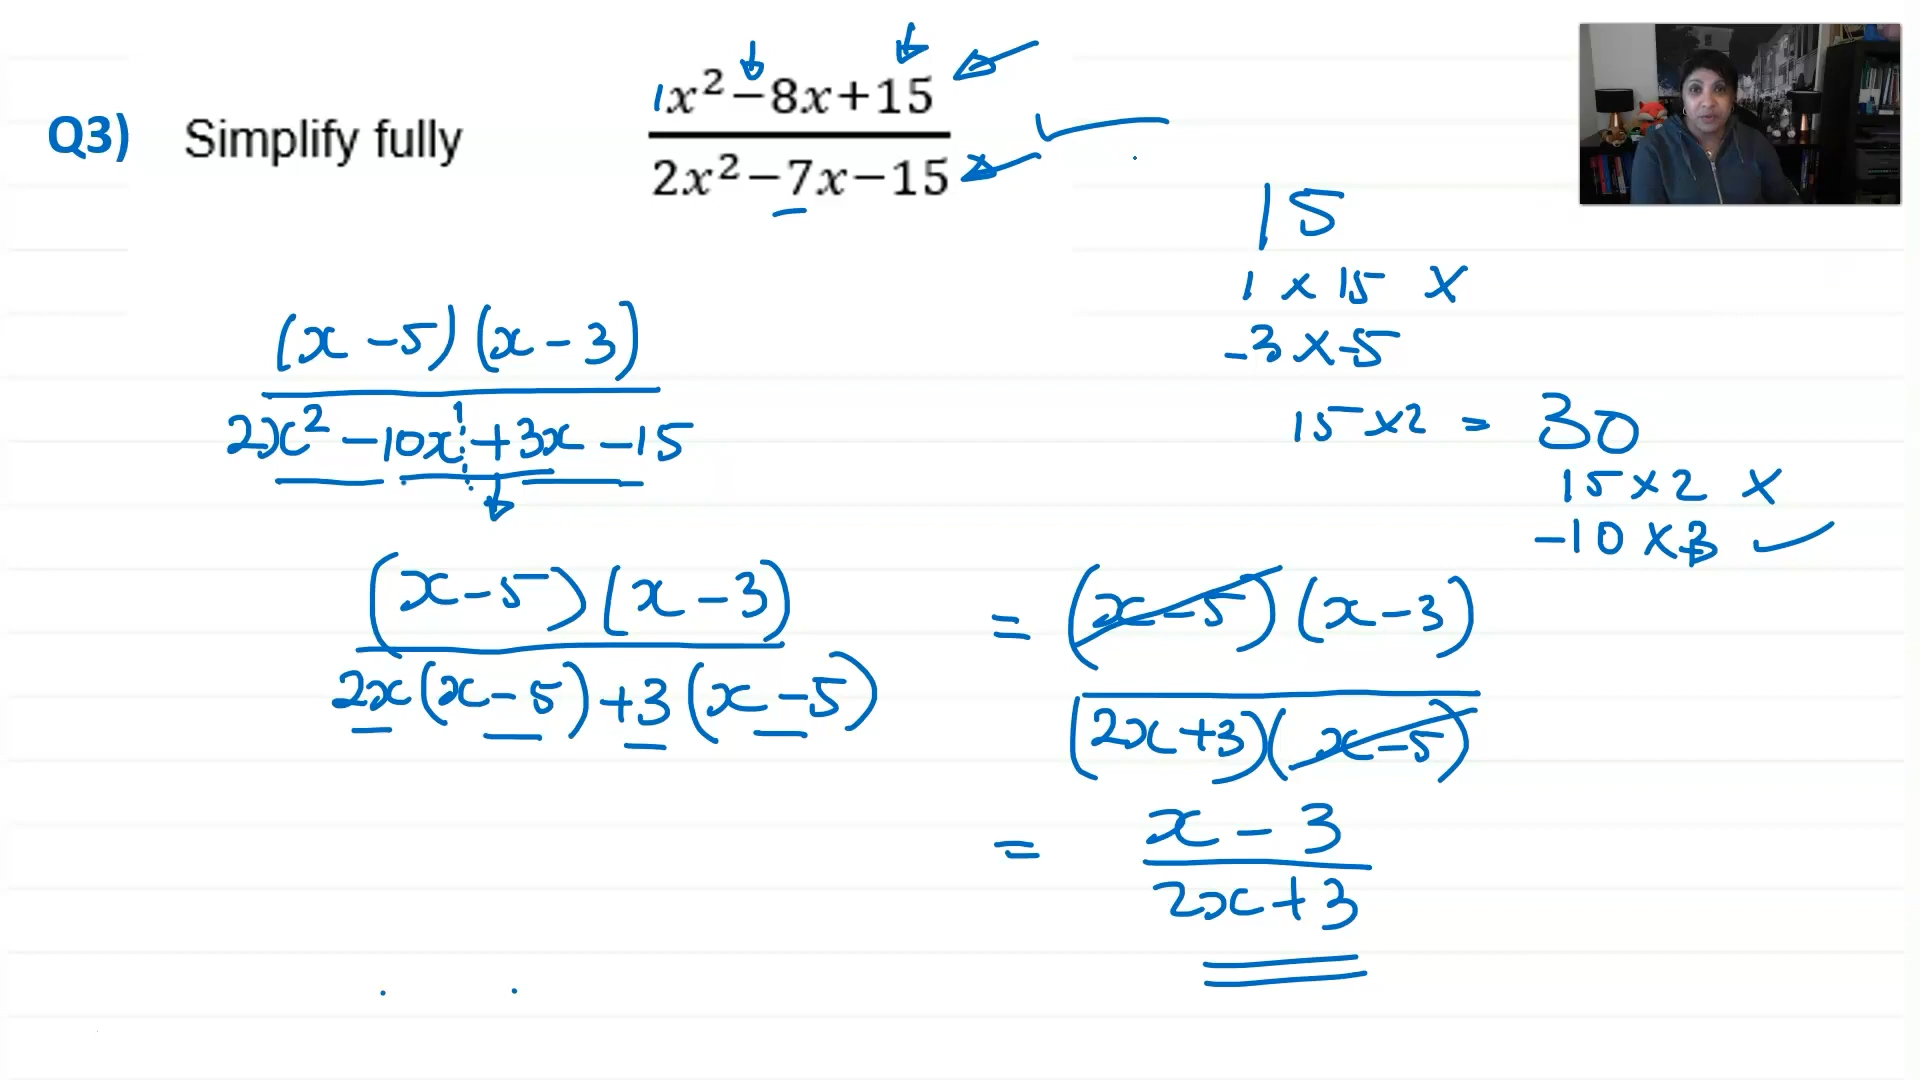 Q3) Simplify fully
1x² − 8x + 15
2x² − 7x − 15
15
1 × 15 ×
-3 × -5
15 × 2 = 30
15 × 2 ×
-10 × 3 ✓
(x − 5)(x − 3)
2x² − 10x + 3x − 15
(x − 5)(x − 3)
2x(x − 5) + 3(x − 5)
= (x − 5)(x − 3)
(2x + 3)(x − 5)
= x − 3
2x + 3